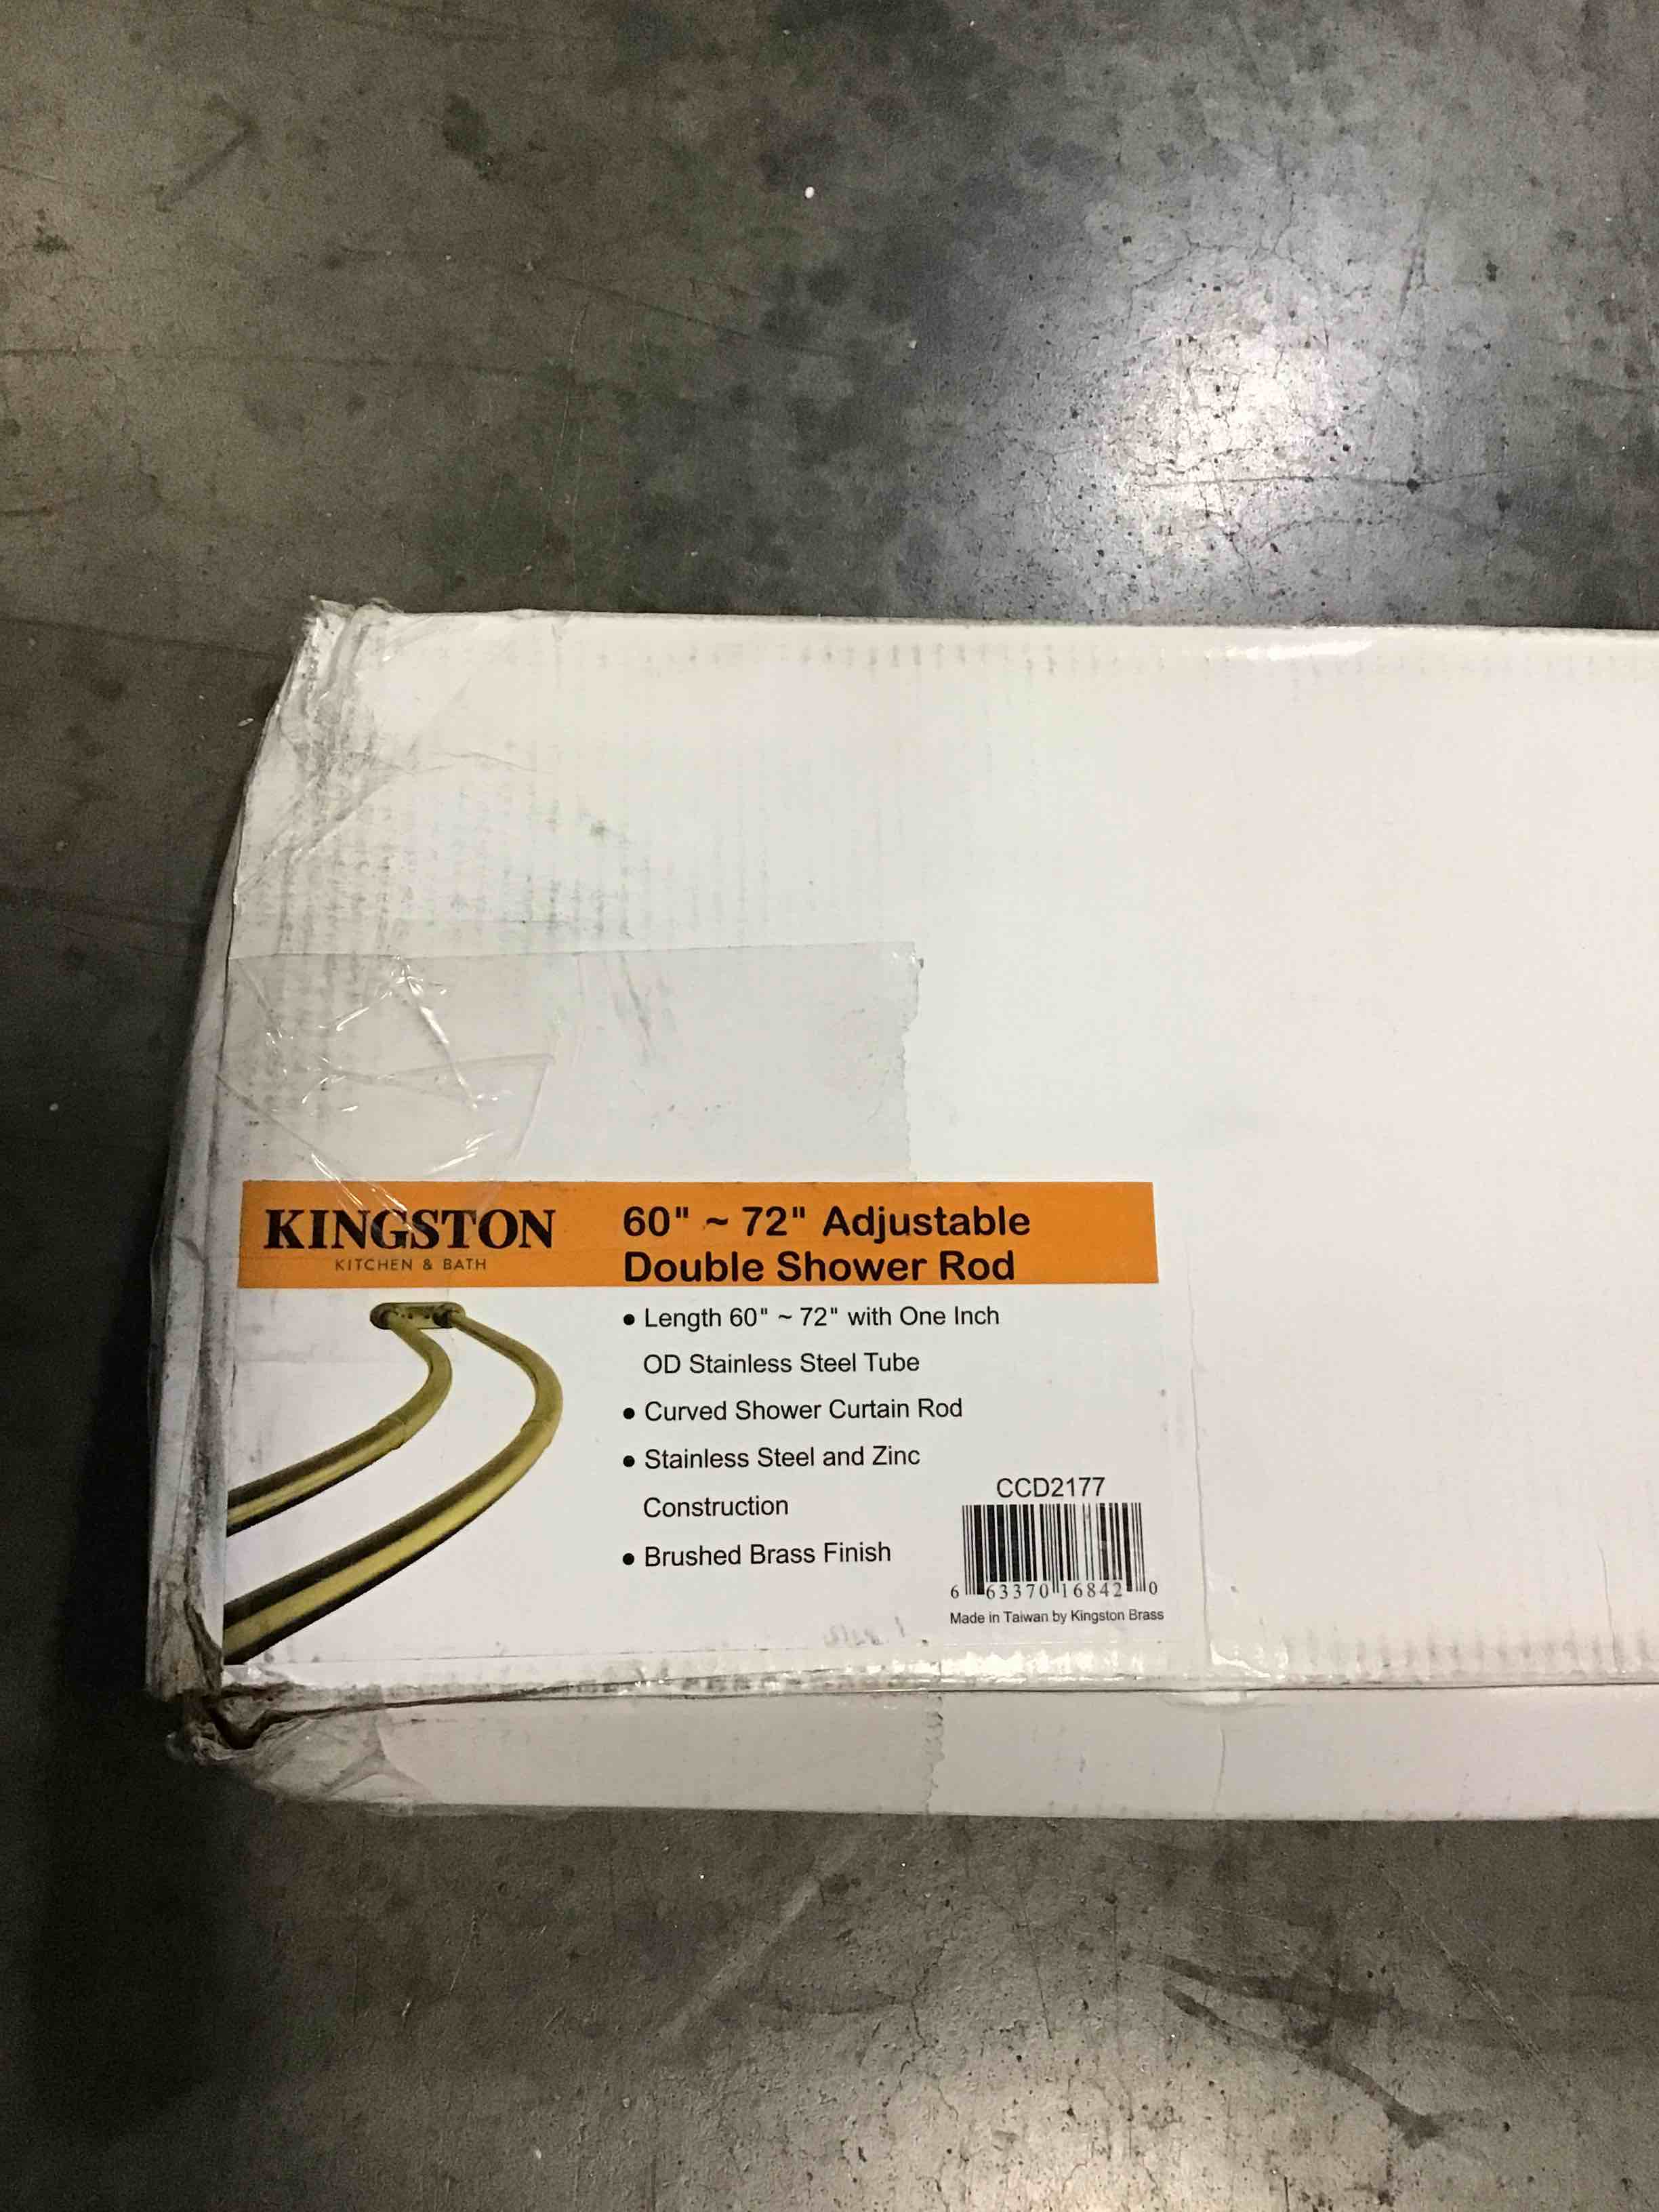 KINGSTON
KITCHEN & BATH
60" ~ 72" Adjustable
Double Shower Rod
• Length 60" ~ 72" with One Inch
OD Stainless Steel Tube
• Curved Shower Curtain Rod
• Stainless Steel and Zinc
Construction
• Brushed Brass Finish
CCD2177
6 63370 16842 0
Made in Taiwan by Kingston Brass